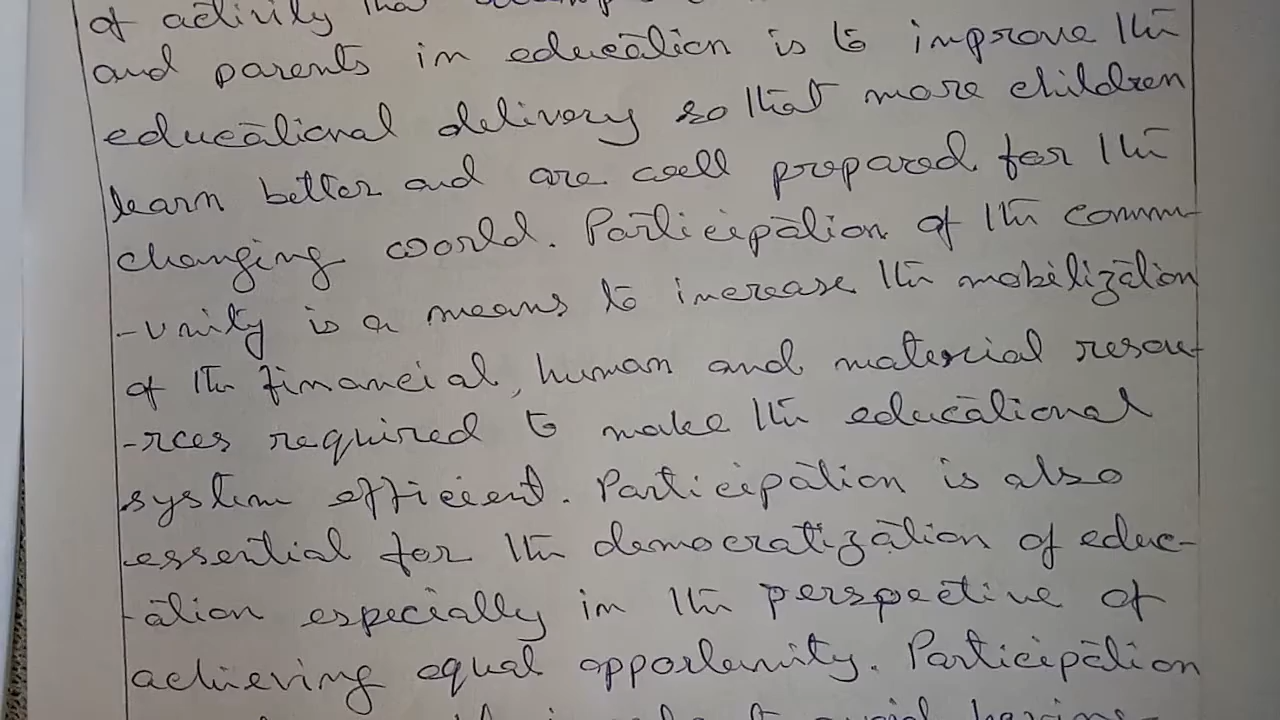 of activity that
and parents in education is to improve the
educational delivery so that more children
learn better and are well prepared for the
changing world. Participation of the comm-
-unity is a means to increase the mobilization
of the financial, human and material resou-
-rces required to make the educational
system efficient. Participation is also
essential for the democratization of educ-
-ation especially in the perspective of
achieving equal opportunity. Participation